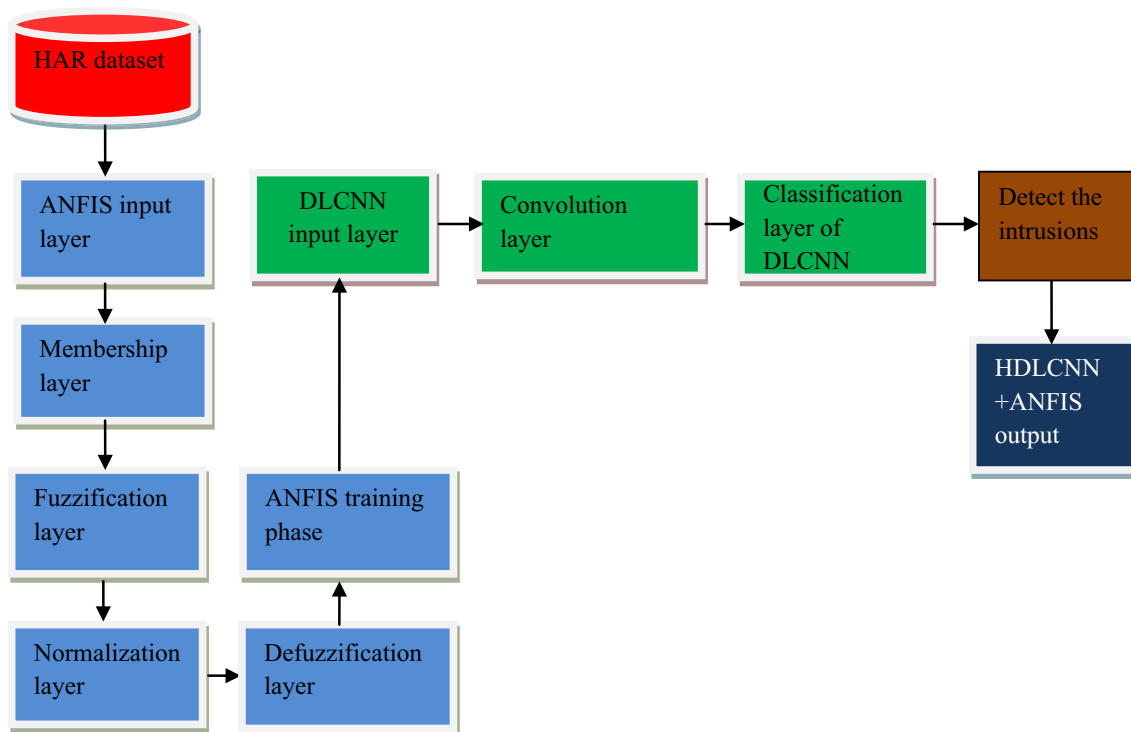 HAR dataset
ANFIS input
layer
Membership
layer
Fuzzification
layer
Normalization
layer
Defuzzification
layer
ANFIS training
phase
DLCNN
input layer
Convolution
layer
Classification
layer of
DLCNN
Detect the
intrusions
HDLCNN
+ANFIS
output